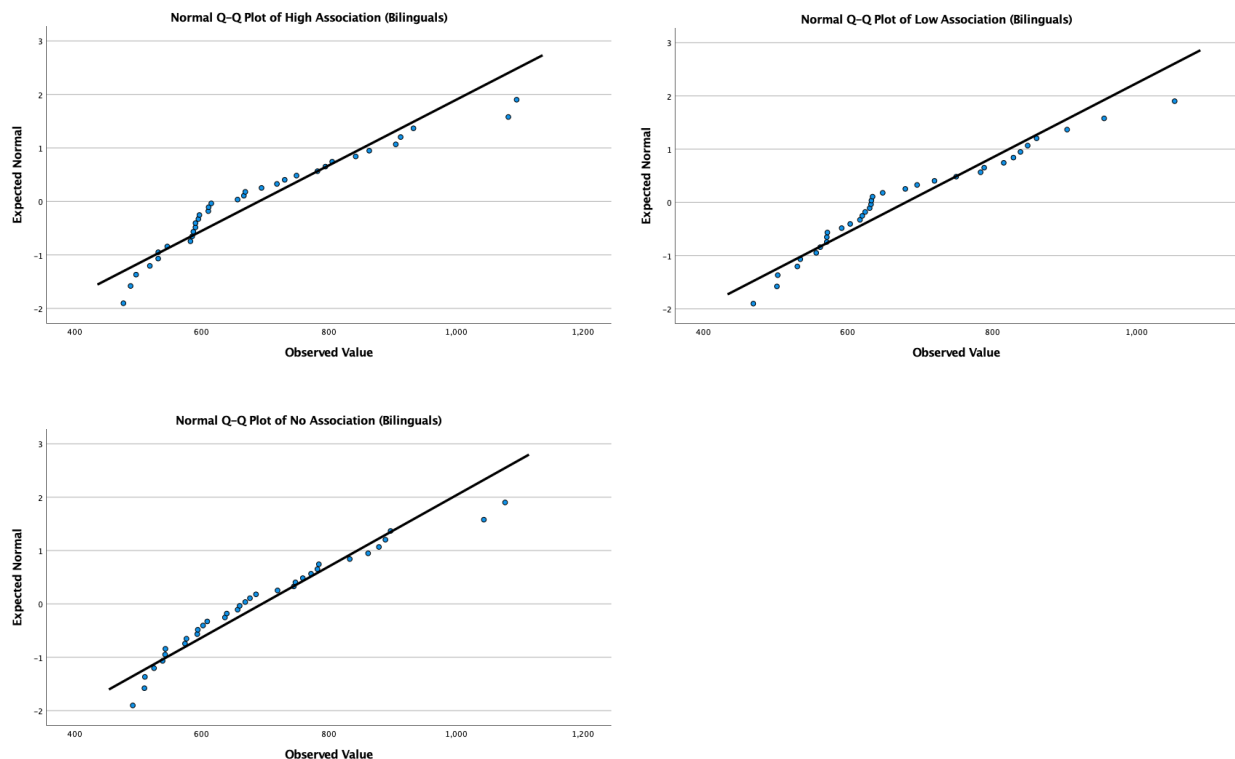 Normal Q-Q Plot of High Association (Bilinguals)
3
2
1
0
-1
-2
Expected Normal
400 600 800 1,000 1,200
Observed Value
Normal Q-Q Plot of Low Association (Bilinguals)
3
2
1
0
-1
-2
Expected Normal
400 600 800 1,000
Observed Value
Normal Q-Q Plot of No Association (Bilinguals)
3
2
1
0
-1
-2
Expected Normal
400 600 800 1,000 1,200
Observed Value